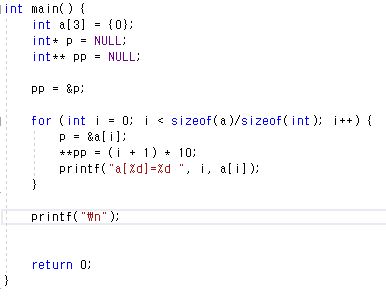 int main() {
int a[3] = {0};
int* p = NULL;
int** pp = NULL;
pp = &p;
for (int i = 0; i < sizeof(a)/sizeof(int); i++) {
p = &a[i];
**pp = (i + 1) * 10;
printf("a[%d]=%d ", i, a[i]);
}
printf("₩n");
return 0;
}